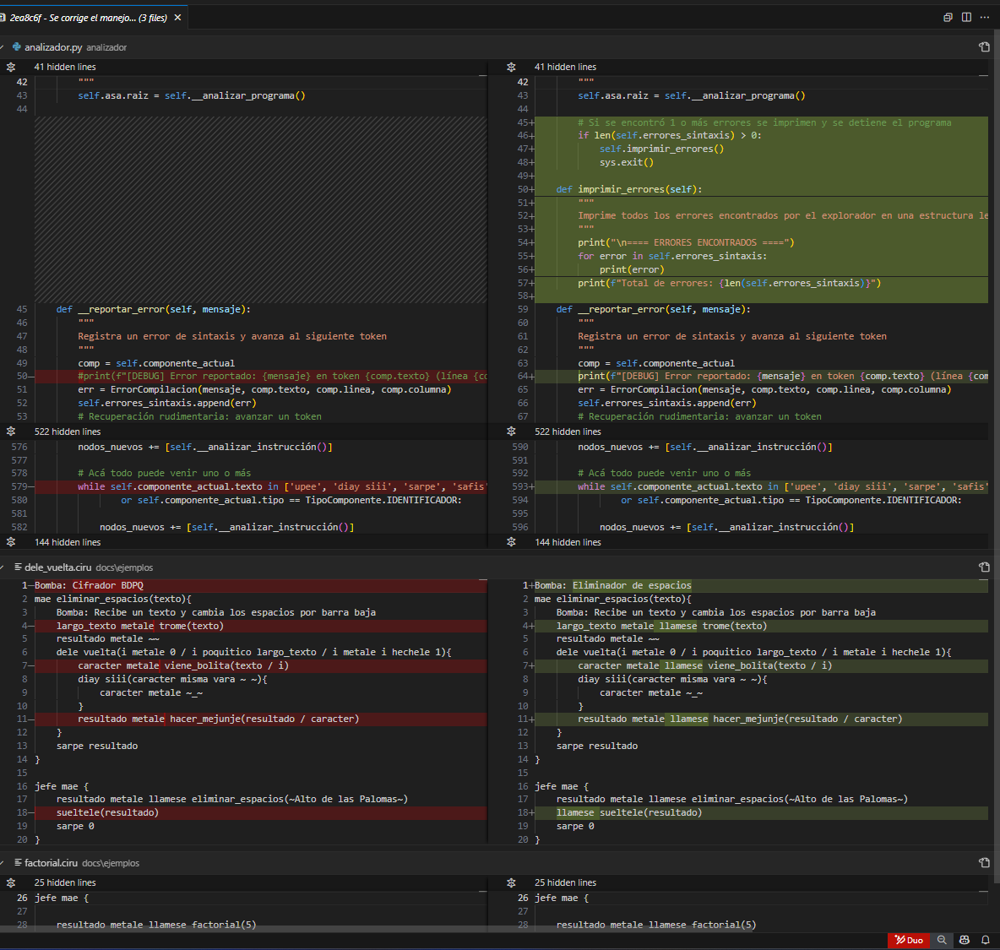 2ea8c6f - Se corrige el manejo... (3 files)
analizador.py analizador
41 hidden lines
42 """
43 self.asa.raiz = self.__analizar_programa()
44
45 def __reportar_error(self, mensaje):
46 """
47 Registra un error de sintaxis y avanza al siguiente token
48 """
49 comp = self.componente_actual
50 #print(f"[DEBUG] Error reportado: {mensaje} en token {comp.texto} (línea {co
51 err = ErrorCompilacion(mensaje, comp.texto, comp.linea, comp.columna)
52 self.errores_sintaxis.append(err)
53 # Recuperación rudimentaria: avanzar un token
522 hidden lines
576 nodos_nuevos += [self.__analizar_instrucción()]
577
578 # Acá todo puede venir uno o más
579 while self.componente_actual.texto in ['upee', 'diay siii', 'sarpe', 'safis'
580 or self.componente_actual.tipo == TipoComponente.IDENTIFICADOR:
581
582 nodos_nuevos += [self.__analizar_instrucción()]
144 hidden lines
41 hidden lines
42 """
43 self.asa.raiz = self.__analizar_programa()
44
45+ # Si se encontró 1 o más errores se imprimen y se detiene el programa
46+ if len(self.errores_sintaxis) > 0:
47+ self.imprimir_errores()
48+ sys.exit()
49+
50+ def imprimir_errores(self):
51+ """
52+ Imprime todos los errores encontrados por el explorador en una estructura le
53+ """
54+ print("\n==== ERRORES ENCONTRADOS ====")
55+ for error in self.errores_sintaxis:
56+ print(error)
57+ print(f"Total de errores: {len(self.errores_sintaxis)}")
58+
59 def __reportar_error(self, mensaje):
60 """
61 Registra un error de sintaxis y avanza al siguiente token
62 """
63 comp = self.componente_actual
64+ print(f"[DEBUG] Error reportado: {mensaje} en token {comp.texto} (línea {com
65 err = ErrorCompilacion(mensaje, comp.texto, comp.linea, comp.columna)
66 self.errores_sintaxis.append(err)
67 # Recuperación rudimentaria: avanzar un token
522 hidden lines
590 nodos_nuevos += [self.__analizar_instrucción()]
591
592 # Acá todo puede venir uno o más
593+ while self.componente_actual.texto in ['upee', 'diay siii', 'sarpe', 'safis'
594 or self.componente_actual.tipo == TipoComponente.IDENTIFICADOR:
595
596 nodos_nuevos += [self.__analizar_instrucción()]
144 hidden lines
dele_vuelta.ciru docs\ejemplos
1— Bomba: Cifrador BDPQ
2 mae eliminar_espacios(texto){
3 Bomba: Recibe un texto y cambia los espacios por barra baja
4— largo_texto metale trome(texto)
5 resultado metale ~~
6 dele vuelta(i metale 0 / i poquitico largo_texto / i metale i hechele 1){
7— caracter metale viene_bolita(texto / i)
8 diay siii(caracter misma vara ~ ~){
9 caracter metale ~_~
10 }
11— resultado metale hacer_mejunje(resultado / caracter)
12 }
13 sarpe resultado
14 }
15
16 jefe mae {
17 resultado metale llamese eliminar_espacios(~Alto de las Palomas~)
18— sueltele(resultado)
19 sarpe 0
20 }
1+ Bomba: Eliminador de espacios
2 mae eliminar_espacios(texto){
3 Bomba: Recibe un texto y cambia los espacios por barra baja
4+ largo_texto metale llamese trome(texto)
5 resultado metale ~~
6 dele vuelta(i metale 0 / i poquitico largo_texto / i metale i hechele 1){
7+ caracter metale llamese viene_bolita(texto / i)
8 diay siii(caracter misma vara ~ ~){
9 caracter metale ~_~
10 }
11+ resultado metale llamese hacer_mejunje(resultado / caracter)
12 }
13 sarpe resultado
14 }
15
16 jefe mae {
17 resultado metale llamese eliminar_espacios(~Alto de las Palomas~)
18+ llamese sueltele(resultado)
19 sarpe 0
20 }
factorial.ciru docs\ejemplos
25 hidden lines
26 jefe mae {
27
28 resultado metale llamese factorial(5)
25 hidden lines
26 jefe mae {
27
28 resultado metale llamese factorial(5)
Duo